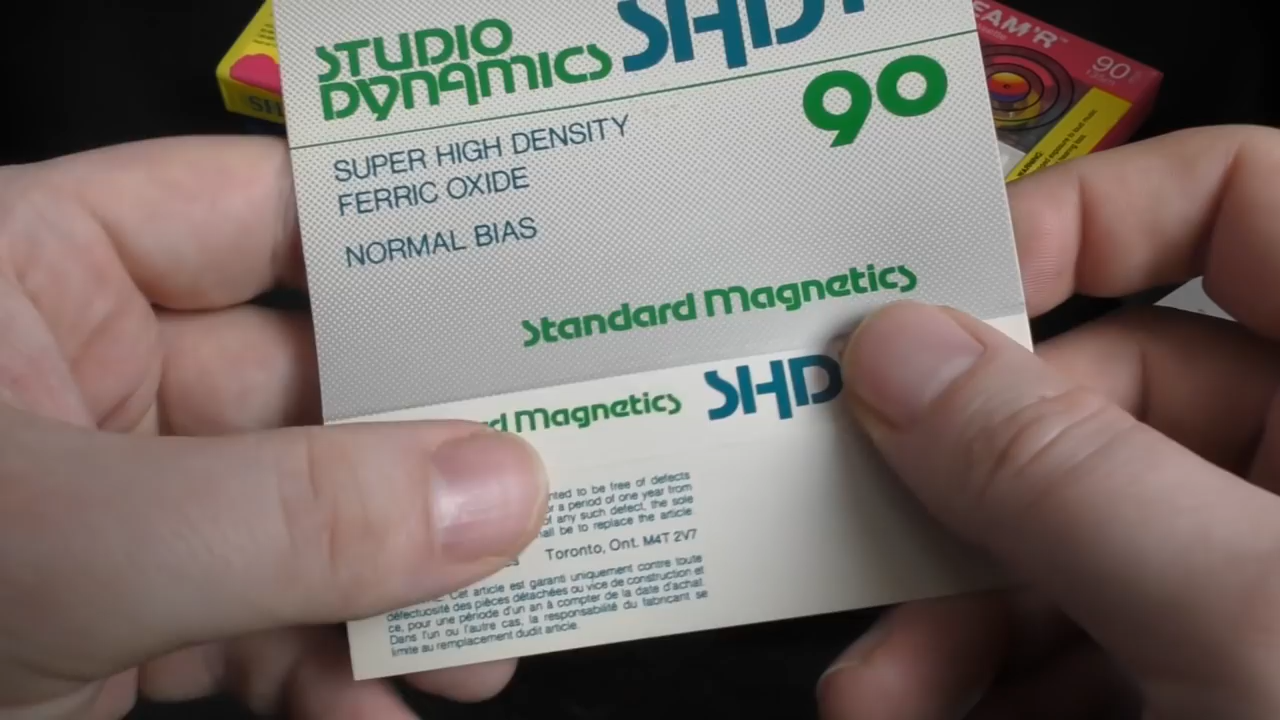 STUDIO
DYNAMICS SHD
90
SUPER HIGH DENSITY
FERRIC OXIDE
NORMAL BIAS
Standard Magnetics
d Magnetics SHD
nted to be free of defects
or a period of one year from
of any such defect, the sole
hall be to replace the article.
Toronto, Ont. M4T 2V7
Cet article est garanti uniquement contre toute
défectuosité des pièces détachées ou vice de construction et
ce, pour une période d'un an à compter de la date d'achat.
Dans l'un ou l'autre cas, la responsabilité du fabricant se
limite au remplacement dudit article.
EAM'R™
90